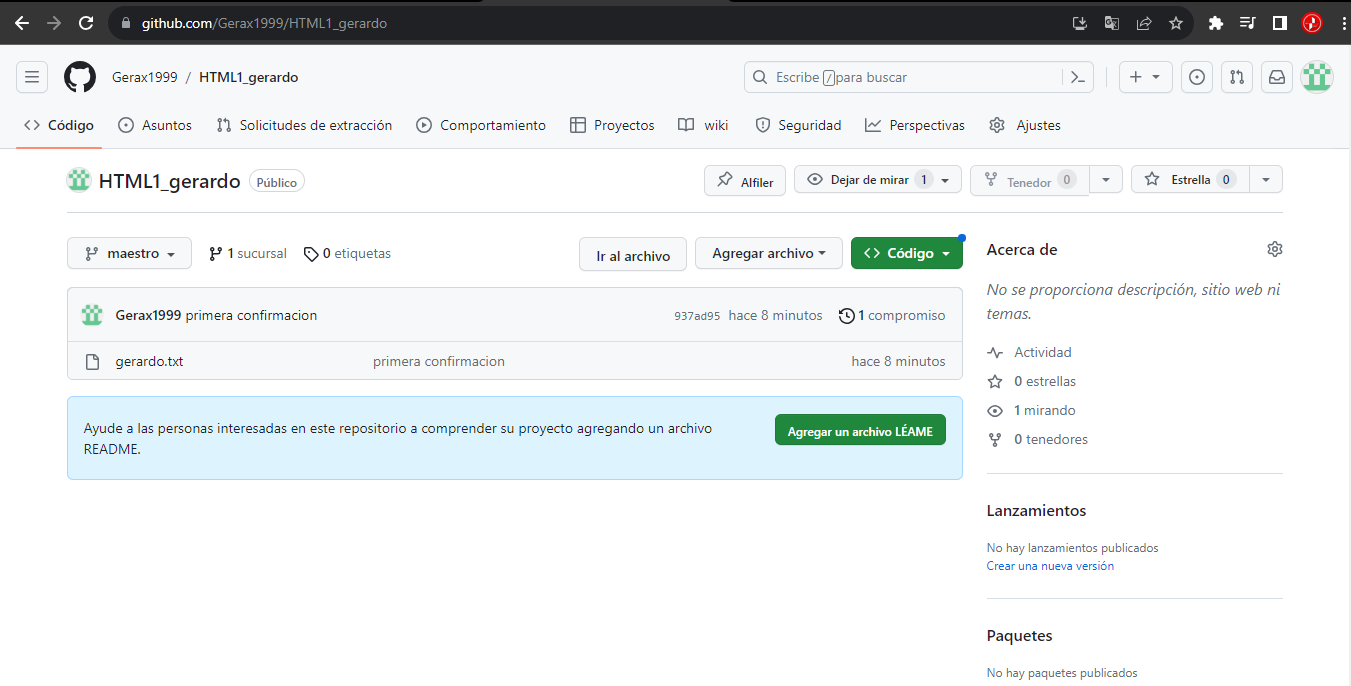 github.com/Gerax1999/HTML1_gerardo
Gerax1999 / HTML1_gerardo
Escribe / para buscar
Código Asuntos Solicitudes de extracción Comportamiento Proyectos wiki Seguridad Perspectivas Ajustes
HTML1_gerardo Público
Alfiler Dejar de mirar 1 Tenedor 0 Estrella 0
maestro 1 sucursal 0 etiquetas Ir al archivo Agregar archivo Código
Gerax1999 primera confirmacion 937ad95 hace 8 minutos 1 compromiso
gerardo.txt primera confirmacion hace 8 minutos
Ayude a las personas interesadas en este repositorio a comprender su proyecto agregando un archivo
README.
Agregar un archivo LÉAME
Acerca de
No se proporciona descripción, sitio web ni
temas.
Actividad
0 estrellas
1 mirando
0 tenedores
Lanzamientos
No hay lanzamientos publicados
Crear una nueva versión
Paquetes
No hay paquetes publicados